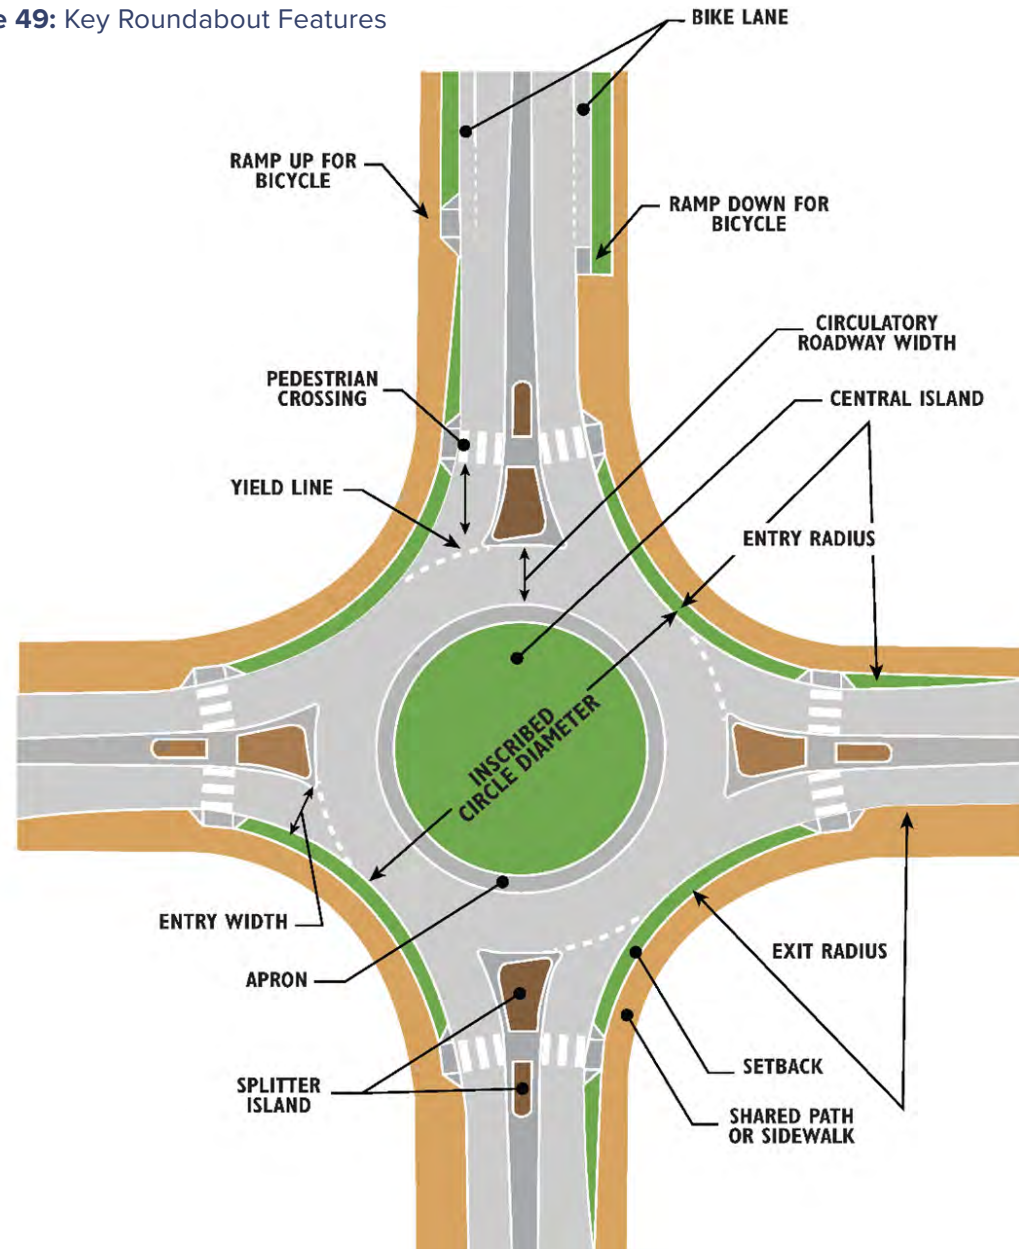 e 49: Key Roundabout Features
BIKE LANE
RAMP UP FOR
BICYCLE
RAMP DOWN FOR
BICYCLE
CIRCULATORY
ROADWAY WIDTH
PEDESTRIAN
CROSSING
CENTRAL ISLAND
YIELD LINE
ENTRY RADIUS
INSCRIBED
CIRCLE DIAMETER
ENTRY WIDTH
EXIT RADIUS
APRON
SETBACK
SPLITTER
ISLAND
SHARED PATH
OR SIDEWALK